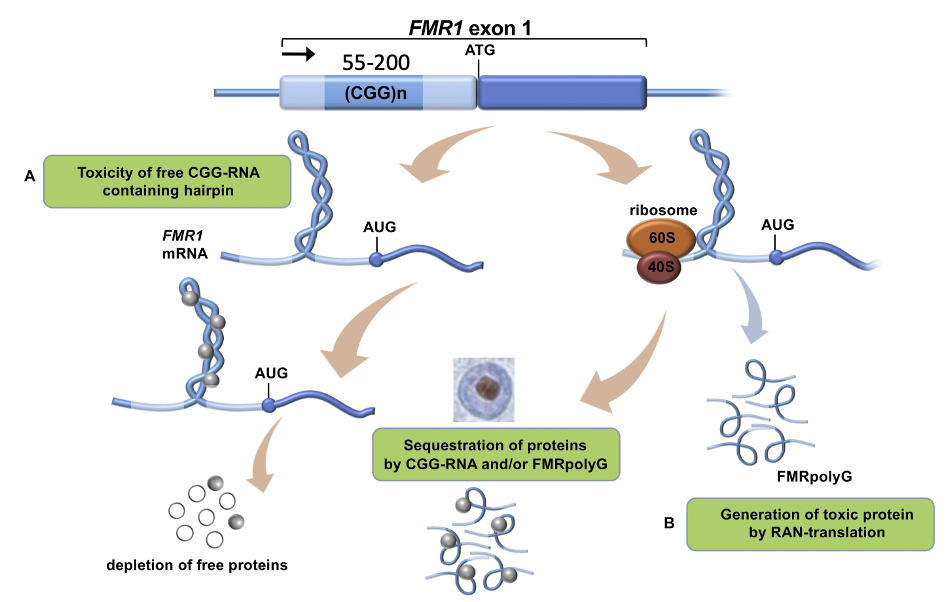 FMR1 exon 1
ATG
55-200
(CGG)n
A
Toxicity of free CGG-RNA
containing hairpin
FMR1
mRNA
AUG
ribosome
60S
40S
AUG
AUG
Sequestration of proteins
by CGG-RNA and/or FMRpolyG
FMRpolyG
B
Generation of toxic protein
by RAN-translation
depletion of free proteins